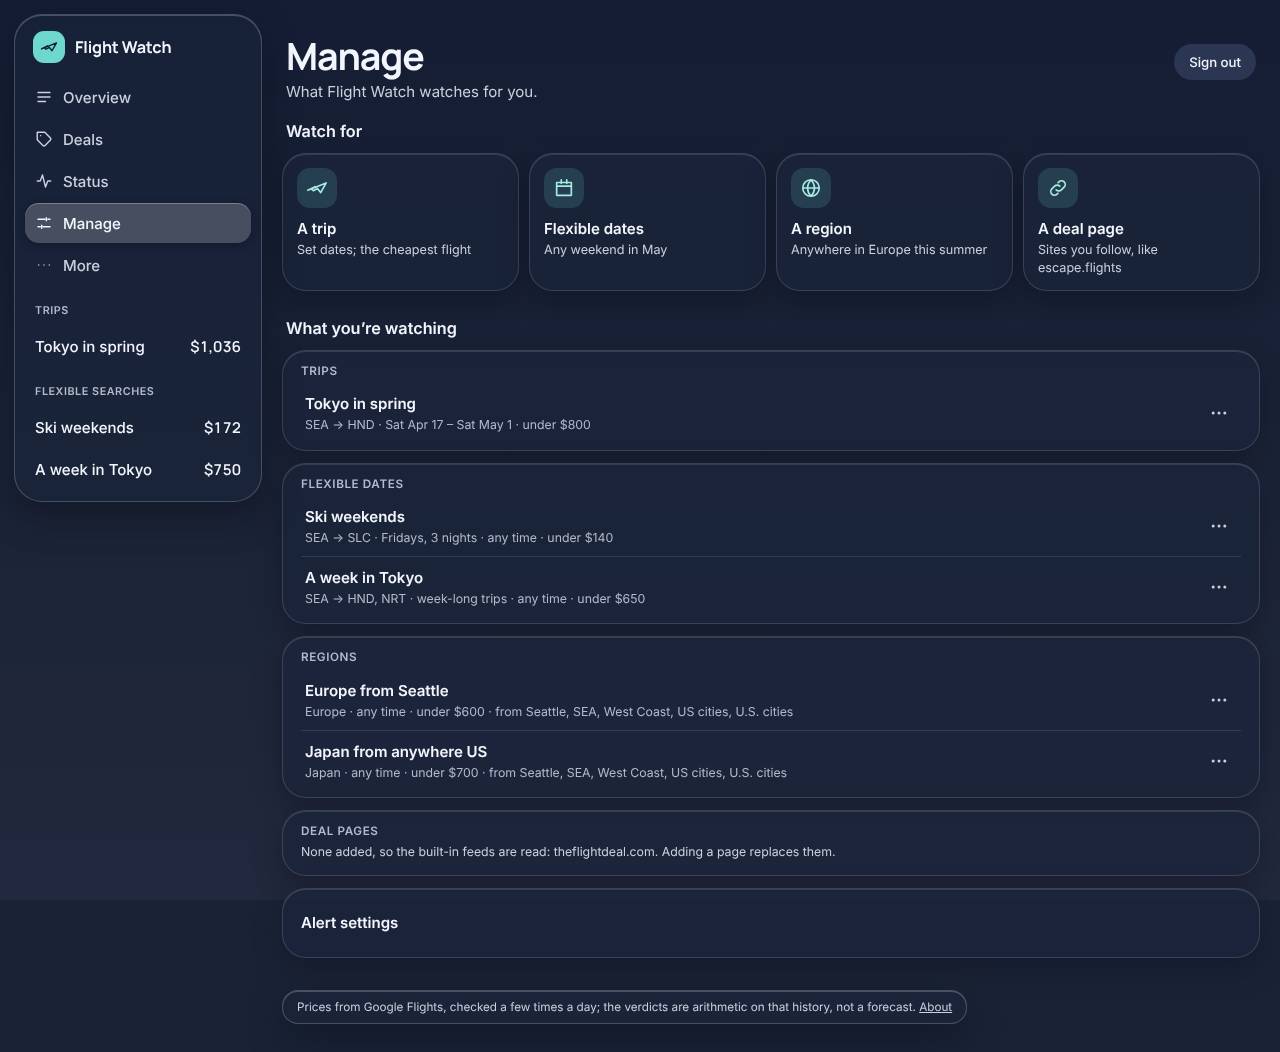 Flight Watch
Overview
Deals
Status
Manage
More
TRIPS
Tokyo in spring $1,036
FLEXIBLE SEARCHES
Ski weekends $172
A week in Tokyo $750
Manage
What Flight Watch watches for you.
Sign out
Watch for
A trip
Set dates; the cheapest flight
Flexible dates
Any weekend in May
A region
Anywhere in Europe this summer
A deal page
Sites you follow, like
escape.flights
What you’re watching
TRIPS
Tokyo in spring
SEA → HND · Sat Apr 17 – Sat May 1 · under $800
FLEXIBLE DATES
Ski weekends
SEA → SLC · Fridays, 3 nights · any time · under $140
A week in Tokyo
SEA → HND, NRT · week-long trips · any time · under $650
REGIONS
Europe from Seattle
Europe · any time · under $600 · from Seattle, SEA, West Coast, US cities, U.S. cities
Japan from anywhere US
Japan · any time · under $700 · from Seattle, SEA, West Coast, US cities, U.S. cities
DEAL PAGES
None added, so the built-in feeds are read: theflightdeal.com. Adding a page replaces them.
Alert settings
Prices from Google Flights, checked a few times a day; the verdicts are arithmetic on that history, not a forecast. About